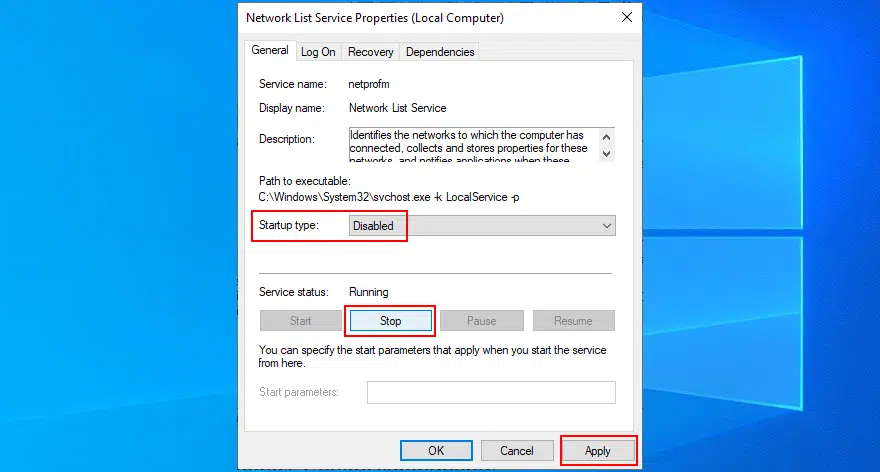 Network List Service Properties (Local Computer)
General Log On Recovery Dependencies
Service name: netprofm
Display name: Network List Service
Description: Identifies the networks to which the computer has
connected, collects and stores properties for these
networks, and notifies applications when these
Path to executable:
C:\Windows\System32\svchost.exe -k LocalService -p
Startup type: Disabled
Service status: Running
Start Stop Pause Resume
You can specify the start parameters that apply when you start the service
from here.
Start parameters:
OK Cancel Apply